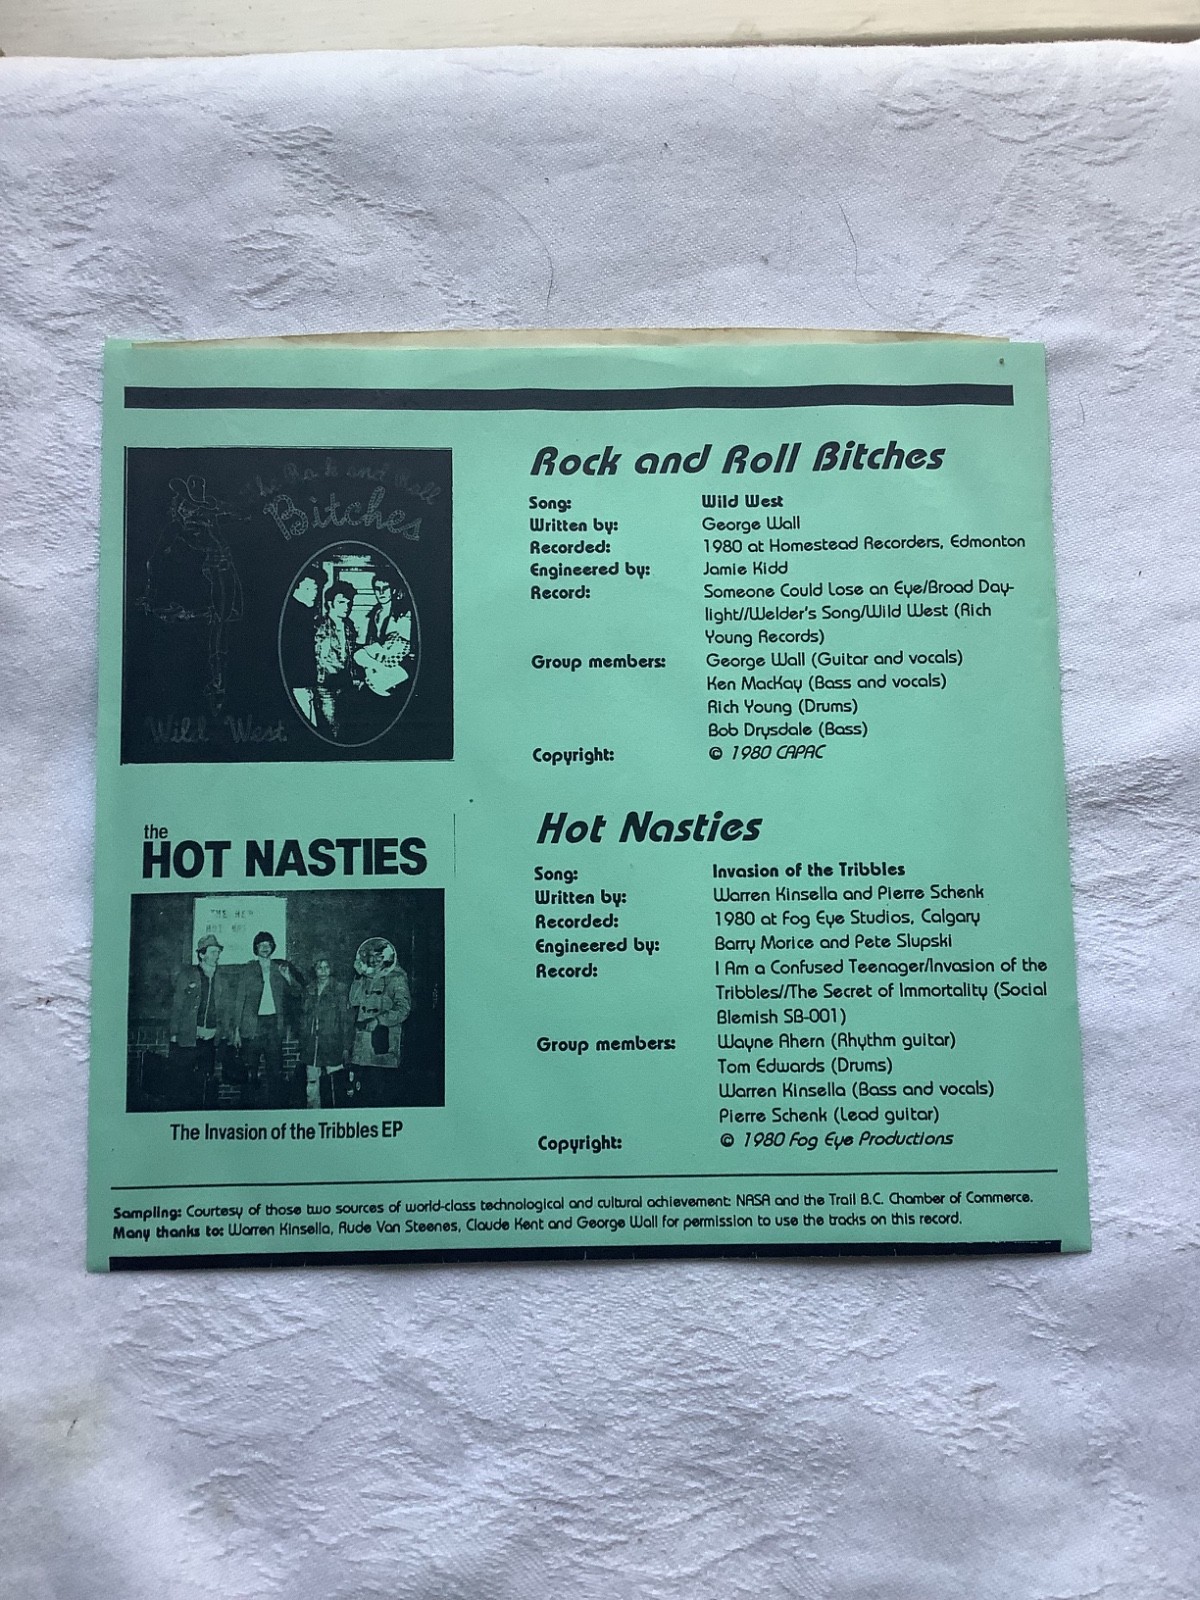 The Rock and Roll
Bitches
Wild West
Rock and Roll Bitches
Song: Wild West
Written by: George Wall
Recorded: 1980 at Homestead Recorders, Edmonton
Engineered by: Jamie Kidd
Record: Someone Could Lose an Eye/Broad Day-
light//Welder's Song/Wild West (Rich
Young Records)
Group members: George Wall (Guitar and vocals)
Ken MacKay (Bass and vocals)
Rich Young (Drums)
Bob Drysdale (Bass)
Copyright: © 1980 CAPAC
the
HOT NASTIES
THE HOT
The Invasion of the Tribbles EP
Hot Nasties
Song: Invasion of the Tribbles
Written by: Warren Kinsella and Pierre Schenk
Recorded: 1980 at Fog Eye Studios, Calgary
Engineered by: Barry Morice and Pete Slupski
Record: I Am a Confused Teenager/Invasion of the
Tribbles//The Secret of Immortality (Social
Blemish SB-001)
Group members: Wayne Ahern (Rhythm guitar)
Tom Edwards (Drums)
Warren Kinsella (Bass and vocals)
Pierre Schenk (Lead guitar)
Copyright: © 1980 Fog Eye Productions
Sampling: Courtesy of those two sources of world-class technological and cultural achievement: NASA and the Trail B.C. Chamber of Commerce.
Many thanks to: Warren Kinsella, Rude Van Steenes, Claude Kent and George Wall for permission to use the tracks on this record.